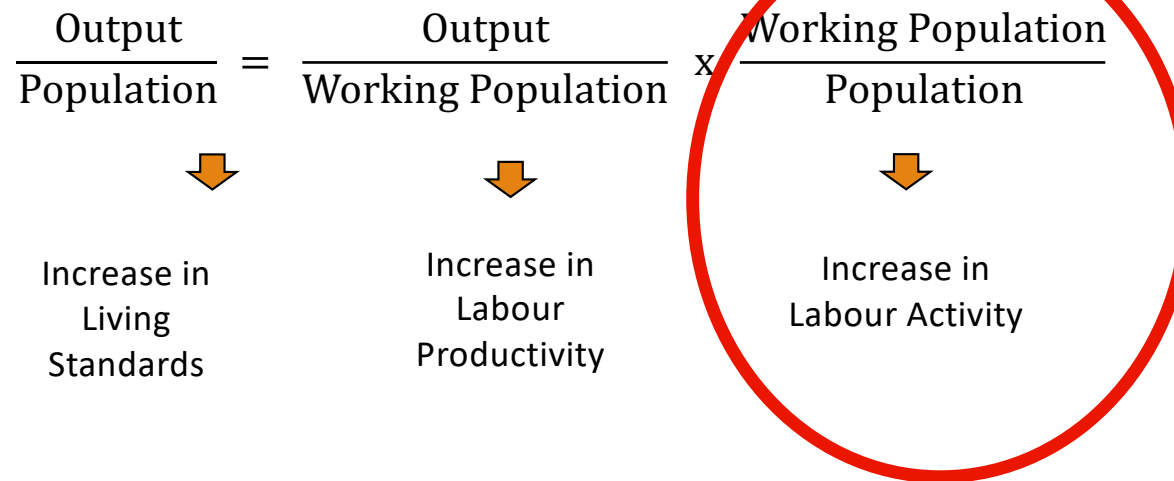 Output
Population
=
Output
Working Population
x
Working Population
Population
Increase in
Living
Standards
Increase in
Labour
Productivity
Increase in
Labour Activity